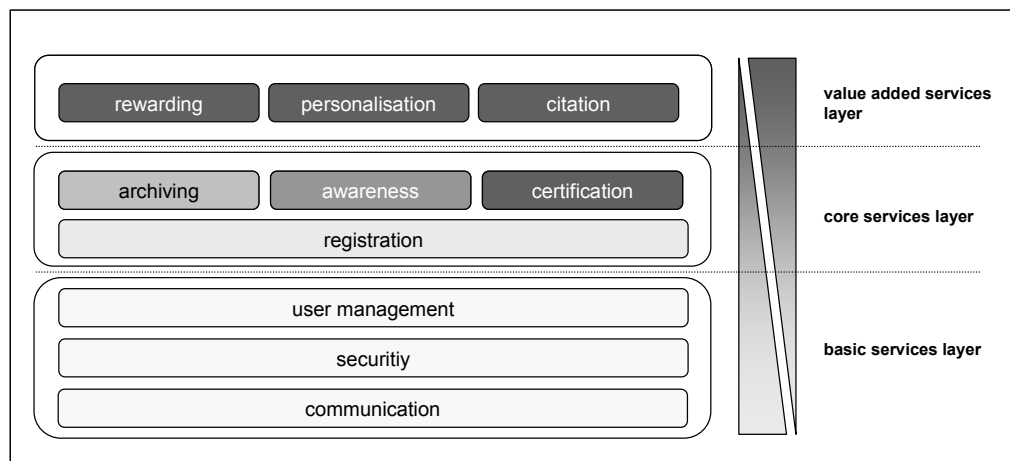 rewarding personalisation citation
value added services
layer
archiving awareness certification
core services layer
registration
user management
securitiy
basic services layer
communication